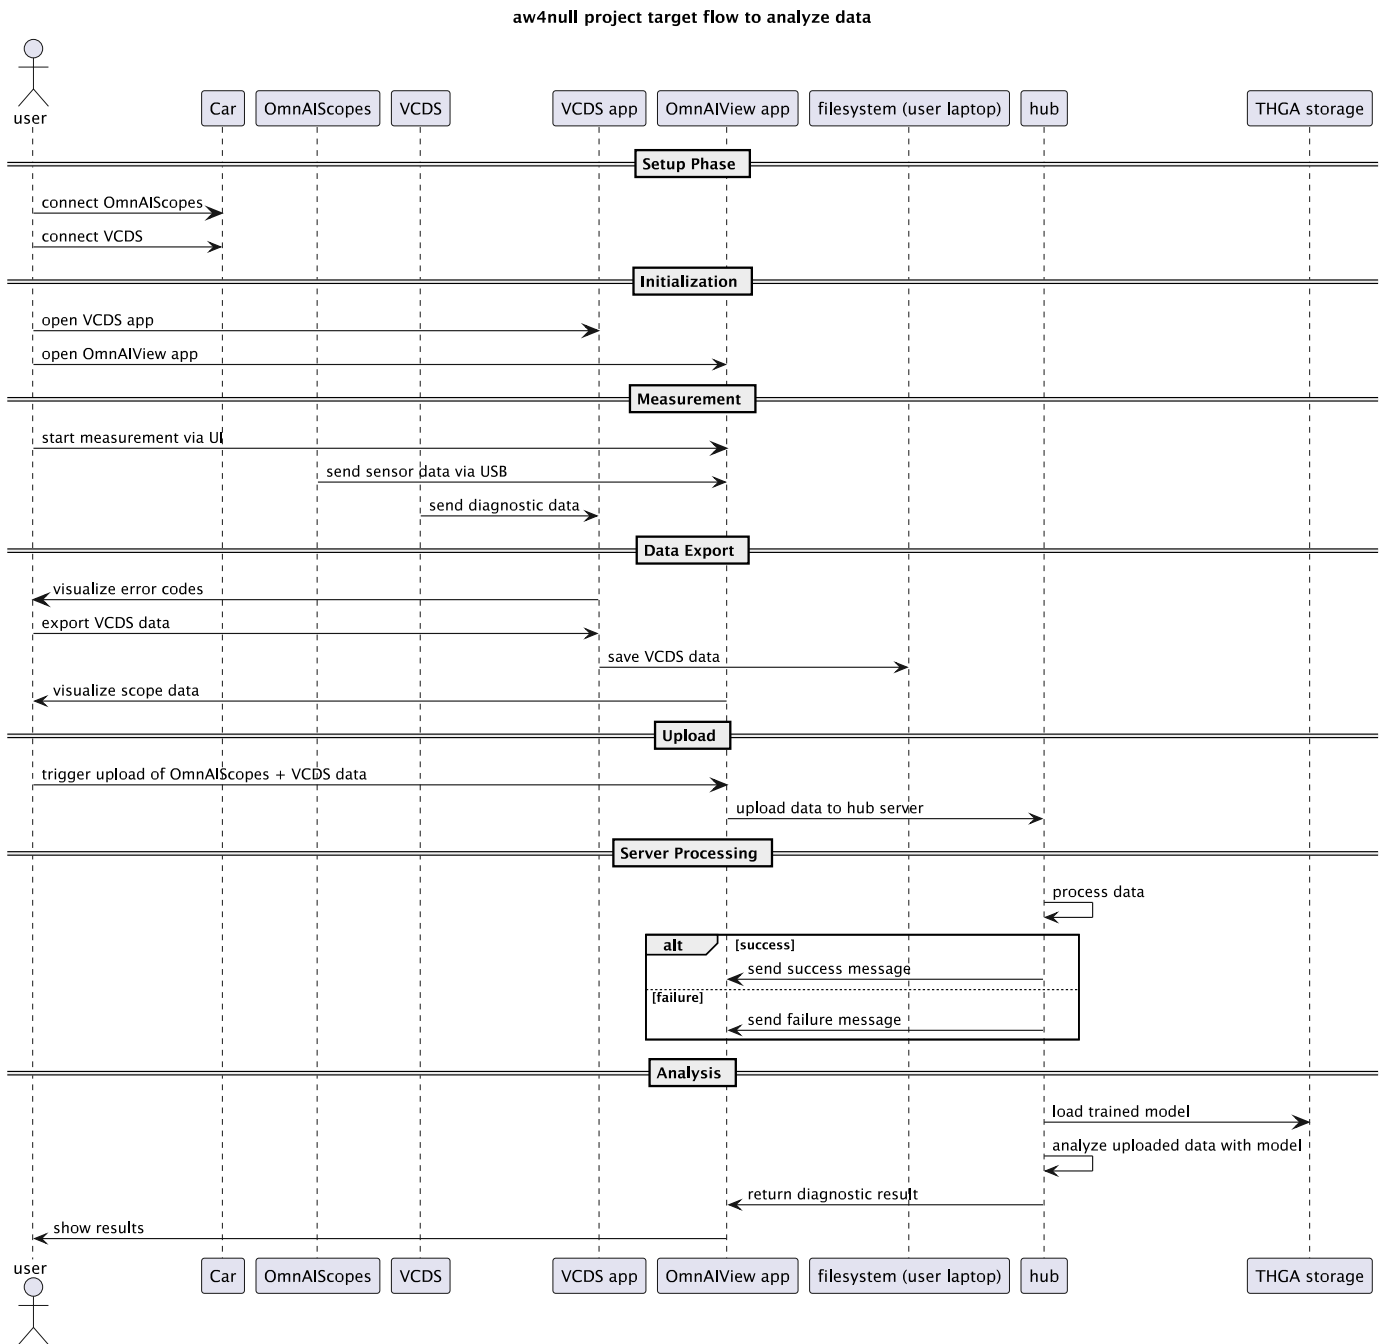 aw4null project target flow to analyze data
user
Car
OmnAIScopes
VCDS
VCDS app
OmnAIView app
filesystem (user laptop)
hub
THGA storage
Setup Phase
connect OmnAIScopes
connect VCDS
Initialization
open VCDS app
open OmnAIView app
Measurement
start measurement via UI
send sensor data via USB
send diagnostic data
Data Export
visualize error codes
export VCDS data
save VCDS data
visualize scope data
Upload
trigger upload of OmnAIScopes + VCDS data
upload data to hub server
Server Processing
process data
alt
[success]
send success message
[failure]
send failure message
Analysis
load trained model
analyze uploaded data with model
return diagnostic result
show results
user
Car
OmnAIScopes
VCDS
VCDS app
OmnAIView app
filesystem (user laptop)
hub
THGA storage